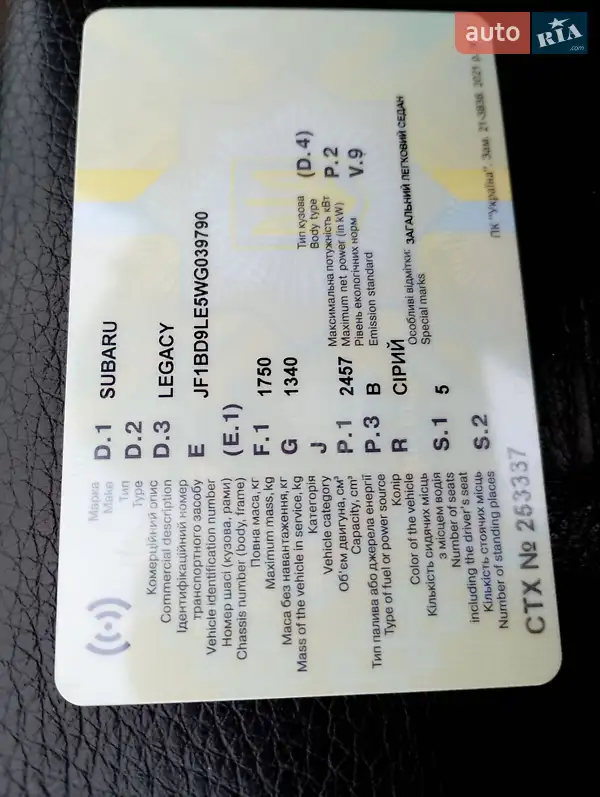 auto RIA.com
Марка D.1 SUBARU
Make
Тип D.2
Type
Комерційний опис D.3 LEGACY
Commercial description
Ідентифікаційний номер E JF1BD9LE5WG039790
транспортного засобу
Vehicle identification number
Номер шасі (кузова, рами) (E.1)
Chassis number (body, frame)
Повна маса, кг F.1 1750
Maximum mass, kg
Маса без навантаження, кг G 1340
Mass of the vehicle in service, kg
Категорія J
Vehicle category
Тип кузова (D.4)
Body type
Об'єм двигуна, см³ P.1 2457
Capacity, cm³
Максимальна потужність кВт P.2
Maximum net power (in kW)
Тип палива або джерела енергії P.3 B
Type of fuel or power source
Рівень екологічних норм V.9
Emission standard
Колір R СІРИЙ
Color of the vehicle
Особливі відмітки: ЗАГАЛЬНИЙ ЛЕГКОВИЙ СЕДАН
Special marks
Кількість сидячих місць S.1 5
з місцем водія
Number of seats
including the driver's seat
Кількість стоячих місць S.2
Number of standing places
СТХ № 253337
ПК "Україна". Зам. 21-3838. 2021 р.